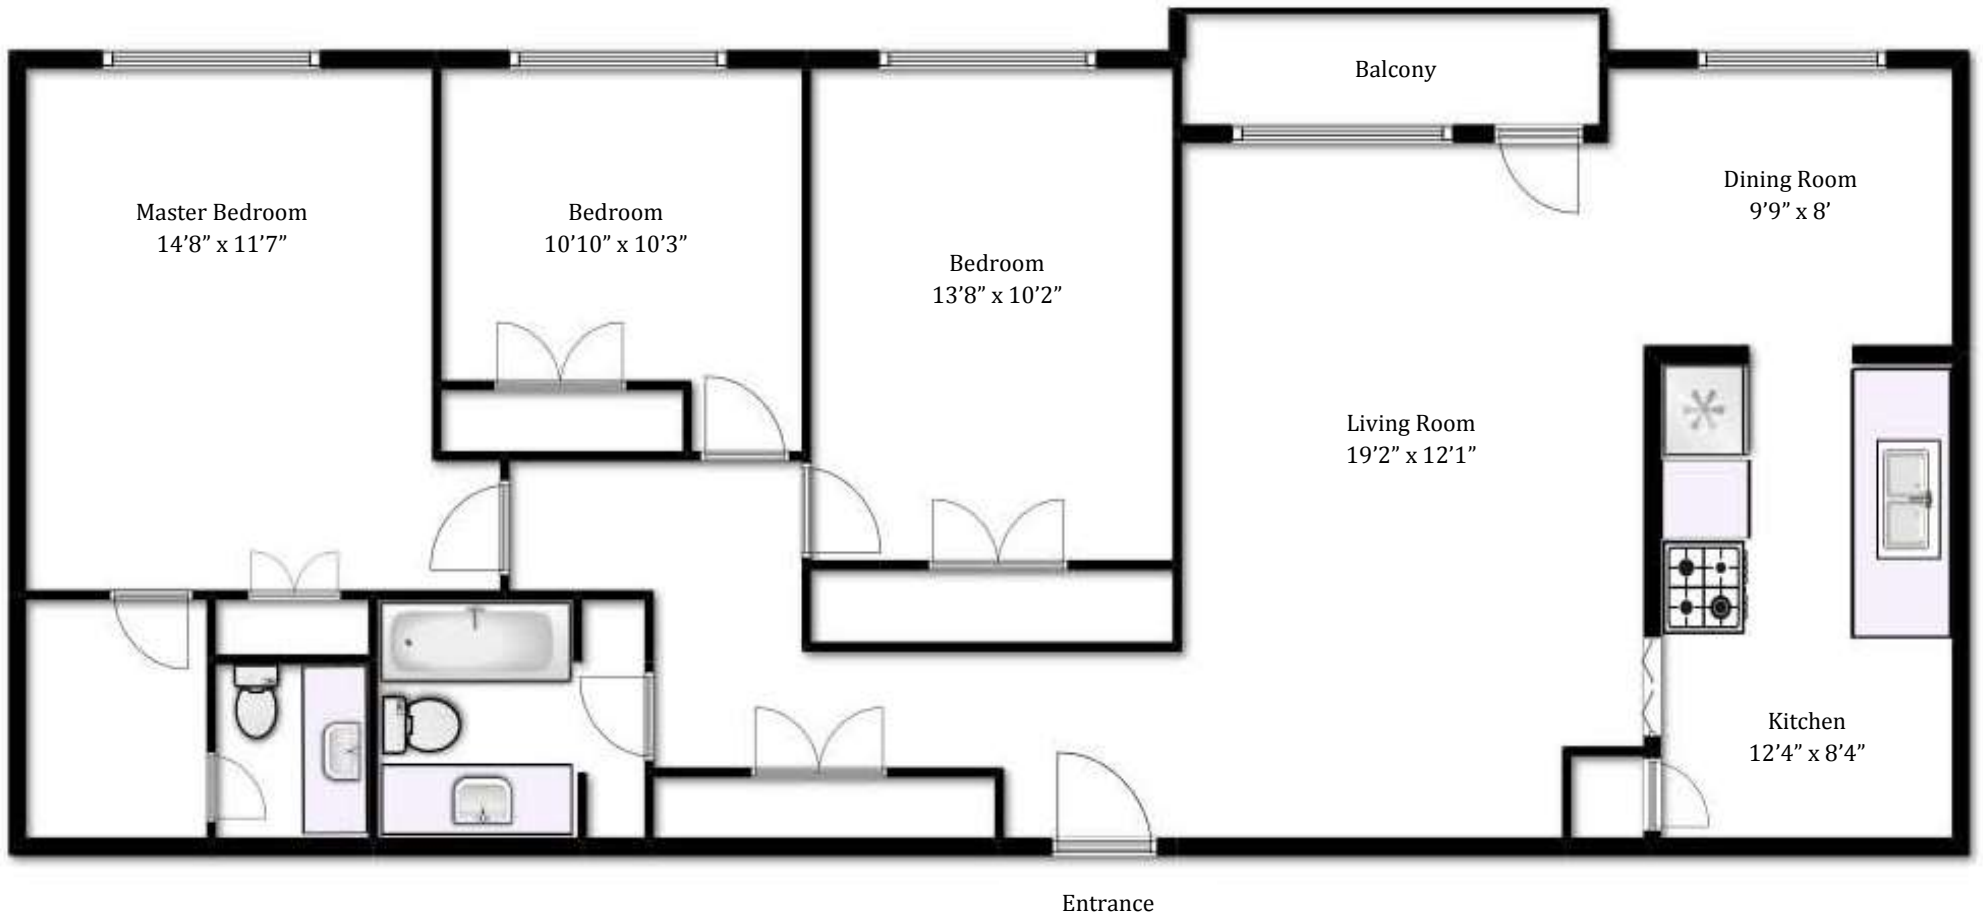 Balcony
Dining Room
9’9” x 8’
Master Bedroom
14’8” x 11’7”
Bedroom
10’10” x 10’3”
Bedroom
13’8” x 10’2”
Living Room
19’2” x 12’1”
Kitchen
12’4” x 8’4”
Entrance